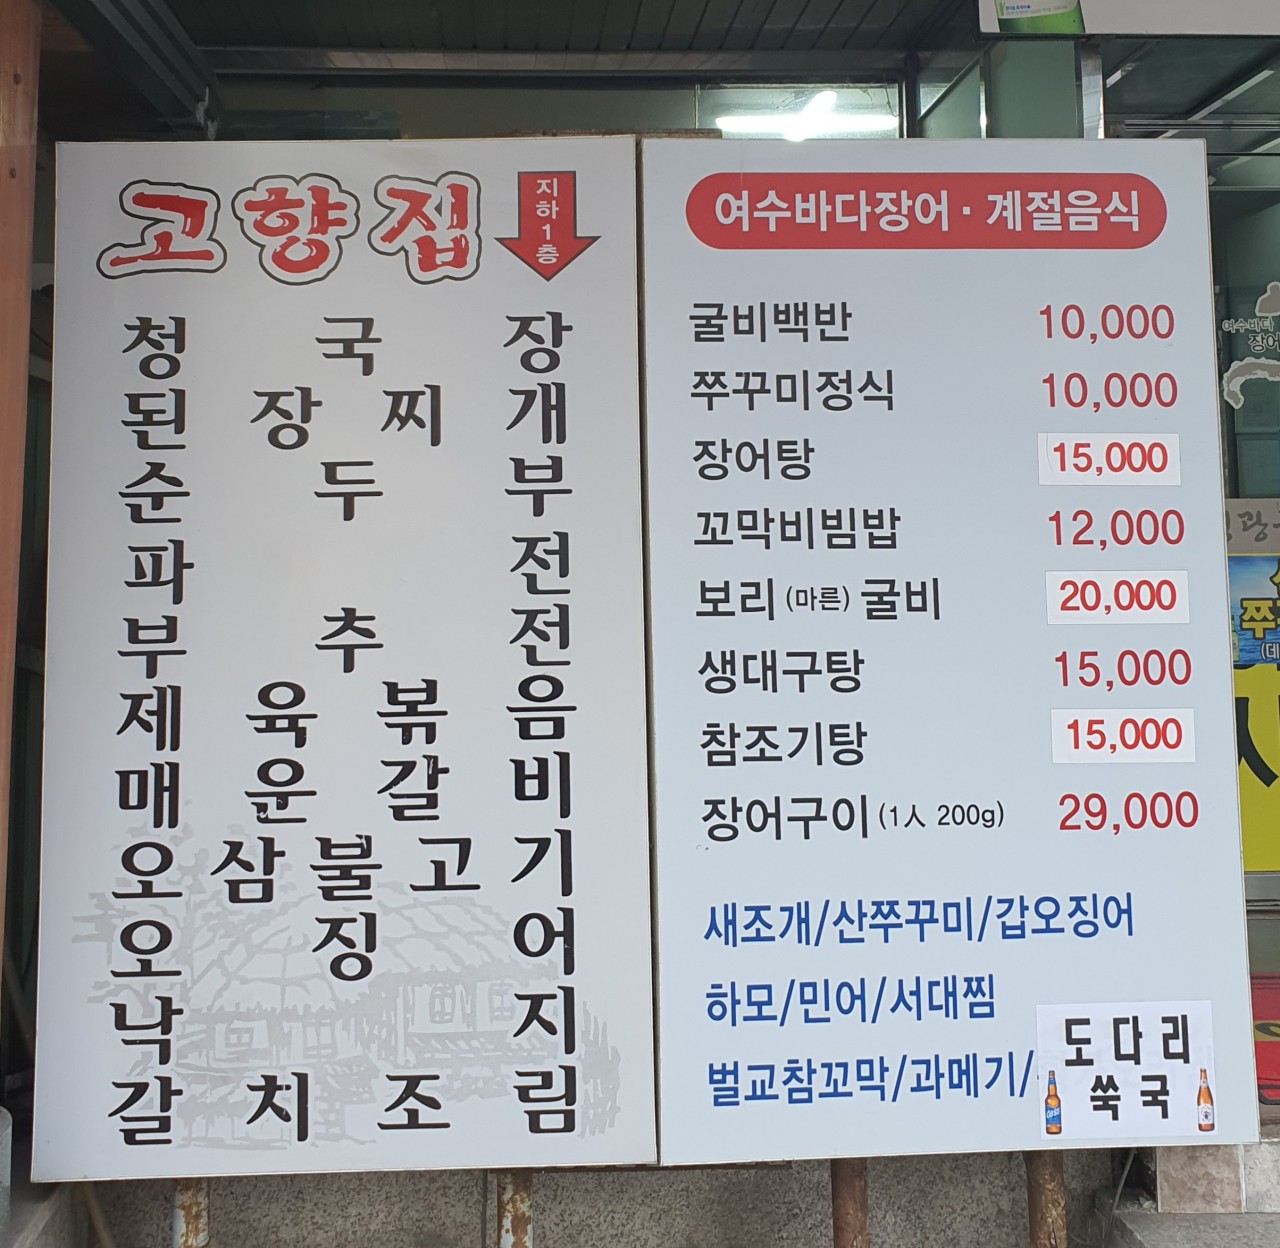 고향집
지하1층
청국장
된장찌개
순두부
파전
부추전
제육볶음
매운갈비
오삼불고기
오징어
낙지
갈치조림
여수바다장어·계절음식
굴비백반 10,000
쭈꾸미정식 10,000
장어탕 15,000
꼬막비빔밥 12,000
보리(마른)굴비 20,000
생대구탕 15,000
참조기탕 15,000
장어구이(1人 200g) 29,000
새조개/산쭈꾸미/갑오징어
하모/민어/서대찜
벌교참꼬막/과메기/
도다리
쑥국
여수바다
장어